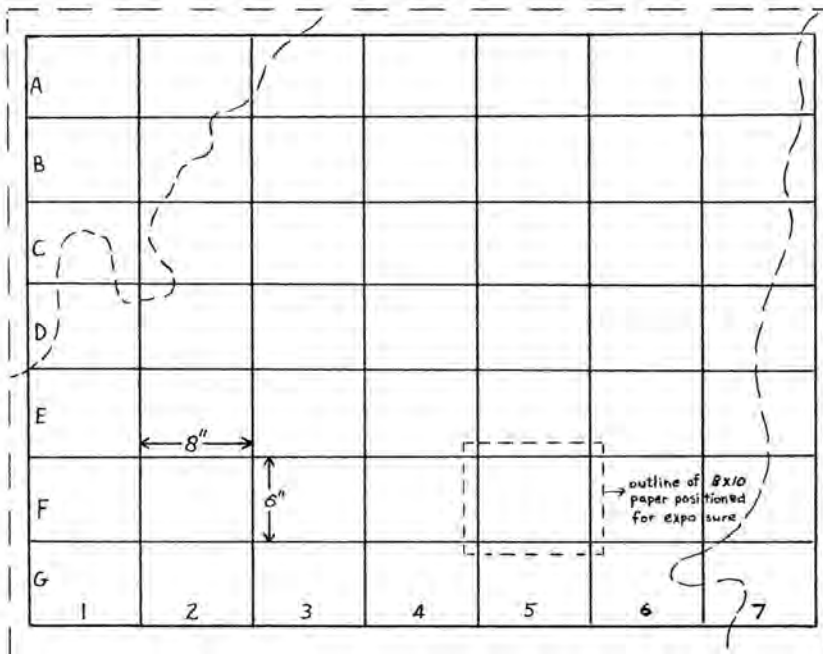 A
B
C
D
E
8"
F
6"
outline of 8x10
paper positioned
for exposure
G
1 2 3 4 5 6 7